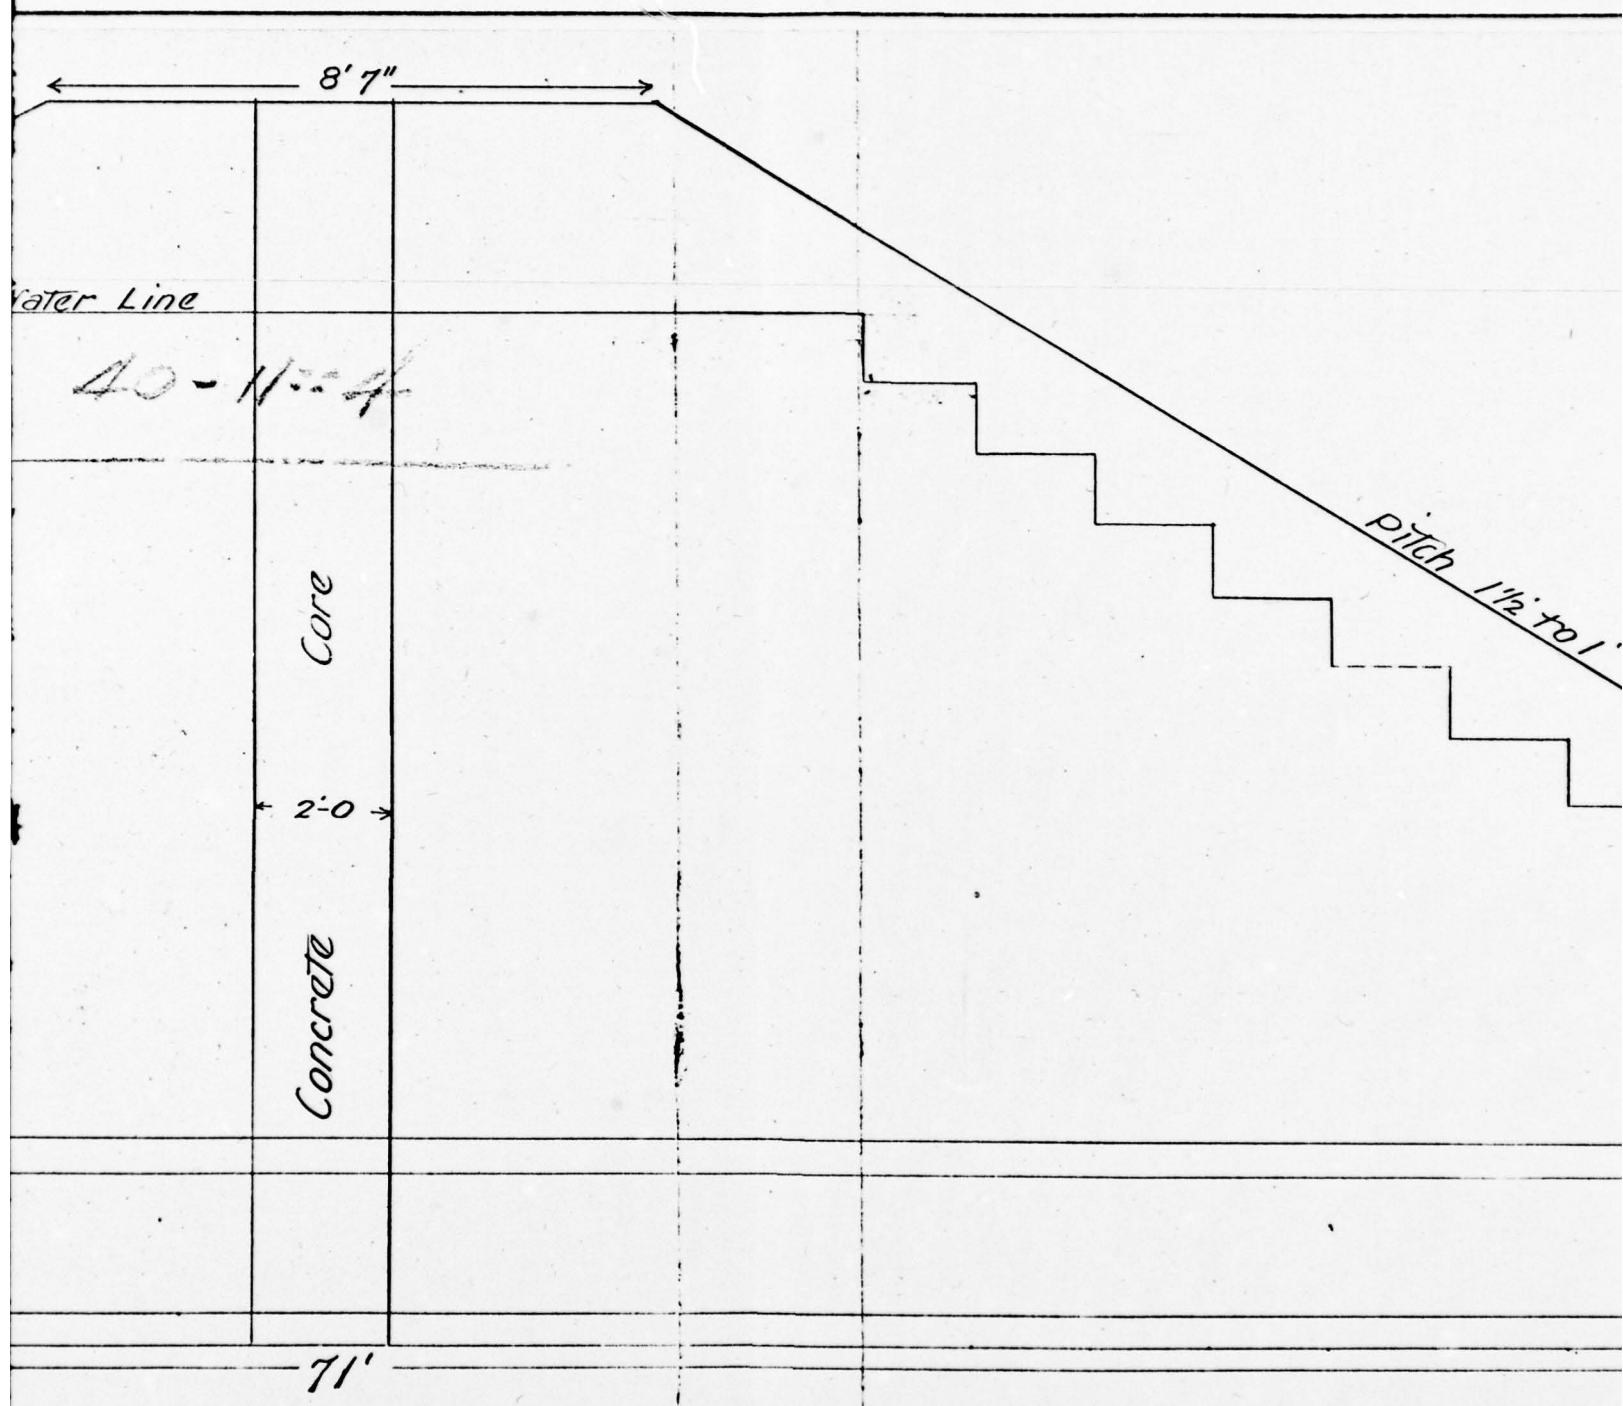 8' 7"
Water Line
40-11=4
Core
pitch 1½' to 1'
2'-0
Concrete
71'